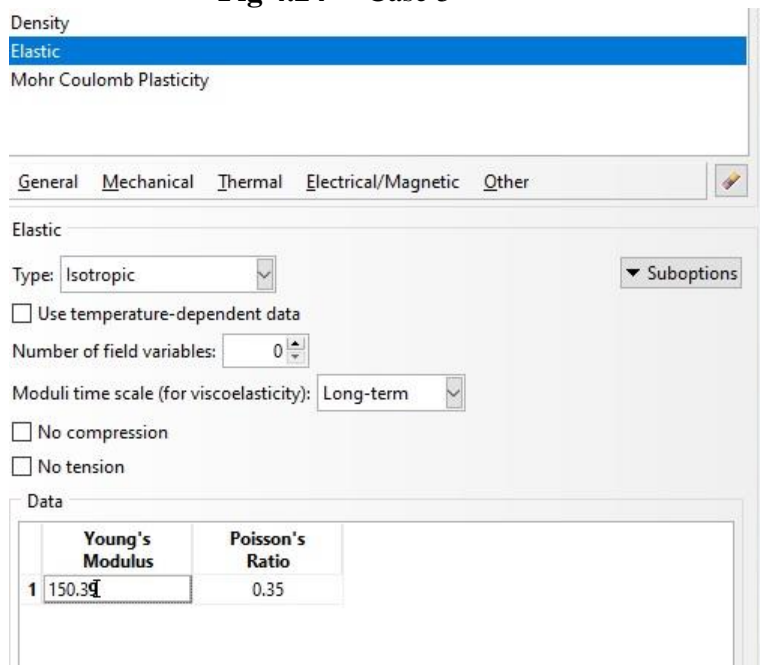 Density
Elastic
Mohr Coulomb Plasticity
General Mechanical Thermal Electrical/Magnetic Other
Elastic
Type: Isotropic Suboptions
Use temperature-dependent data
Number of field variables: 0
Moduli time scale (for viscoelasticity): Long-term
No compression
No tension
Data
Young's Poisson's
Modulus Ratio
1 150.39 0.35